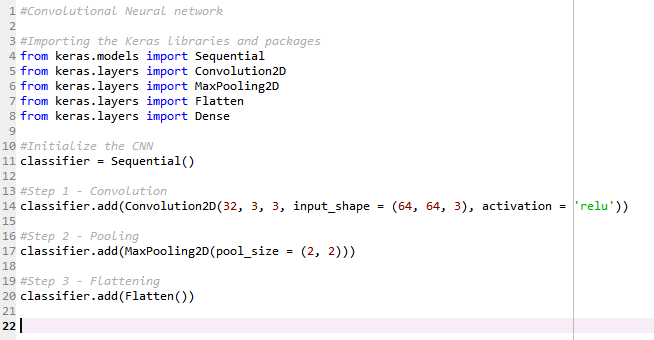 1 #Convolutional Neural network
2
3 #Importing the Keras libraries and packages
4 from keras.models import Sequential
5 from keras.layers import Convolution2D
6 from keras.layers import MaxPooling2D
7 from keras.layers import Flatten
8 from keras.layers import Dense
9
10 #Initialize the CNN
11 classifier = Sequential()
12
13 #Step 1 - Convolution
14 classifier.add(Convolution2D(32, 3, 3, input_shape = (64, 64, 3), activation = 'relu'))
15
16 #Step 2 - Pooling
17 classifier.add(MaxPooling2D(pool_size = (2, 2)))
18
19 #Step 3 - Flattening
20 classifier.add(Flatten())
21
22